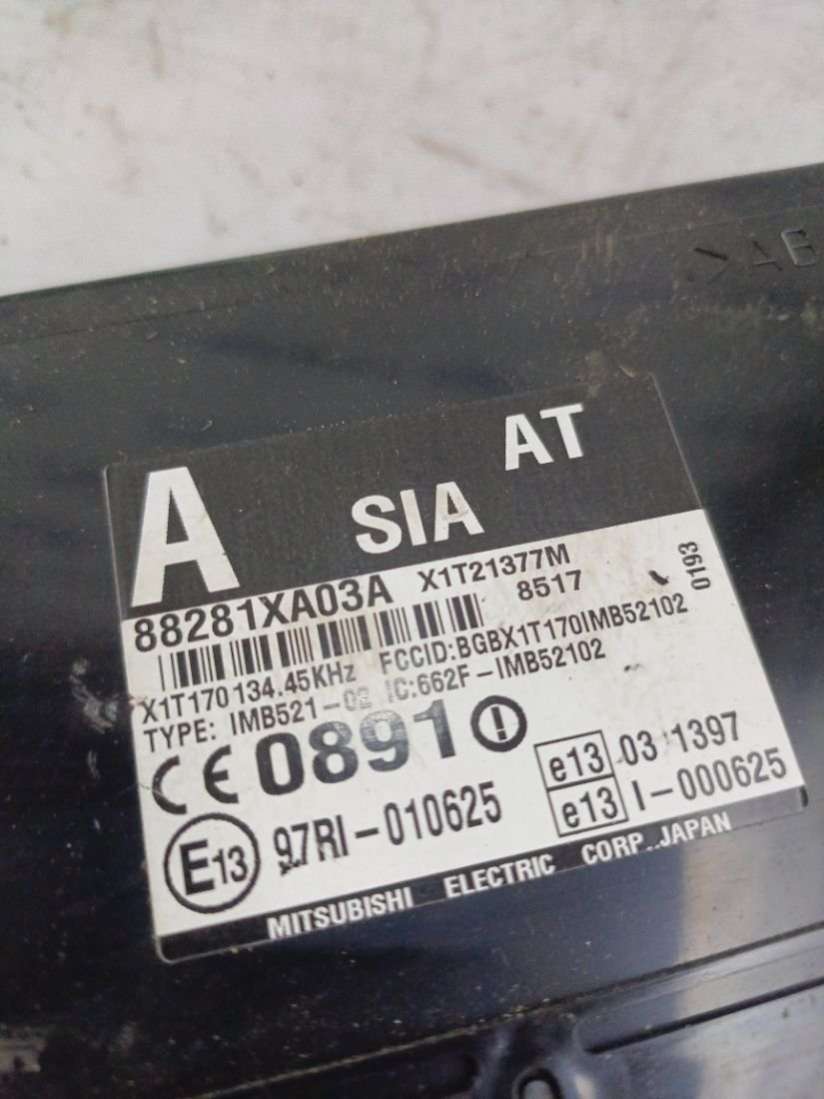 >AB
A
AT
SIA
88281XA03A X1T21377M
8517
0193
X1T170 134.45KHz FCCID:BGBX1T170IMB52102
TYPE: IMB521-02 IC:662F-IMB52102
CE 0891
E13 97RI-010625
e13 03 1397
e13 I-000625
MITSUBISHI ELECTRIC CORP. JAPAN